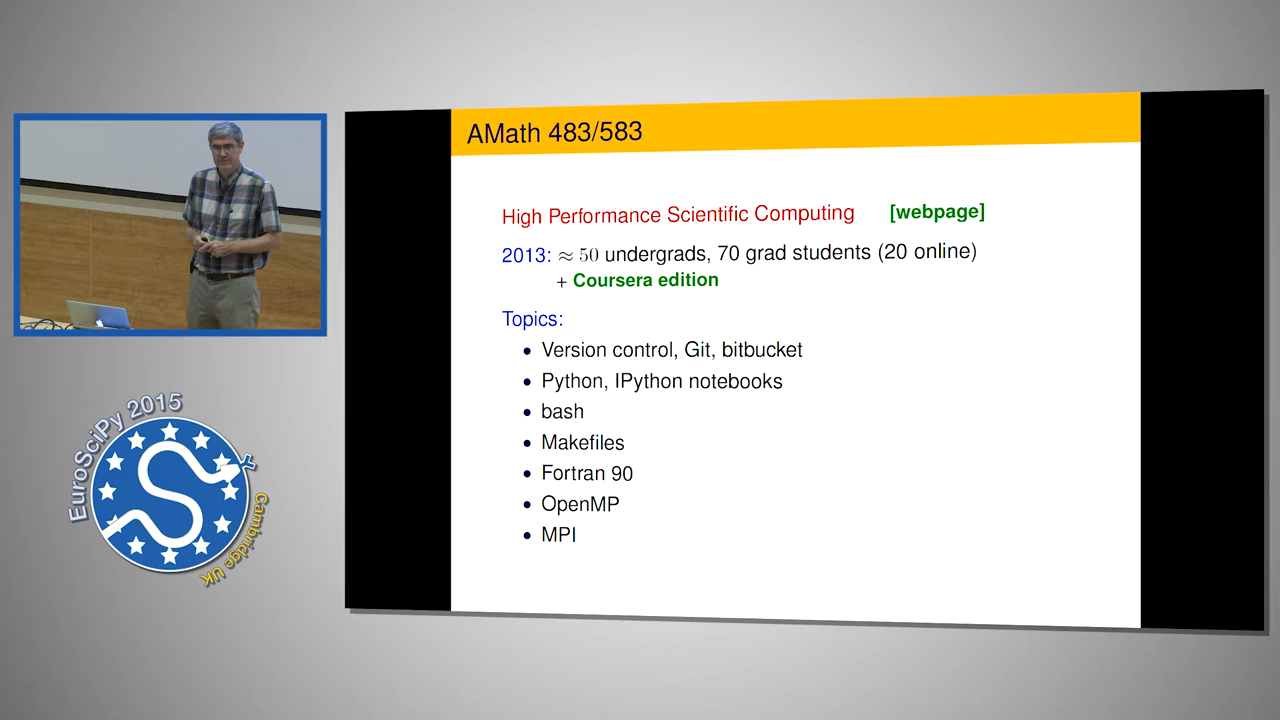 AMath 483/583
High Performance Scientific Computing [webpage]
2013: ≈ 50 undergrads, 70 grad students (20 online)
+ Coursera edition
Topics:
• Version control, Git, bitbucket
• Python, IPython notebooks
• bash
• Makefiles
• Fortran 90
• OpenMP
• MPI
EuroSciPy 2015
Cambridge UK